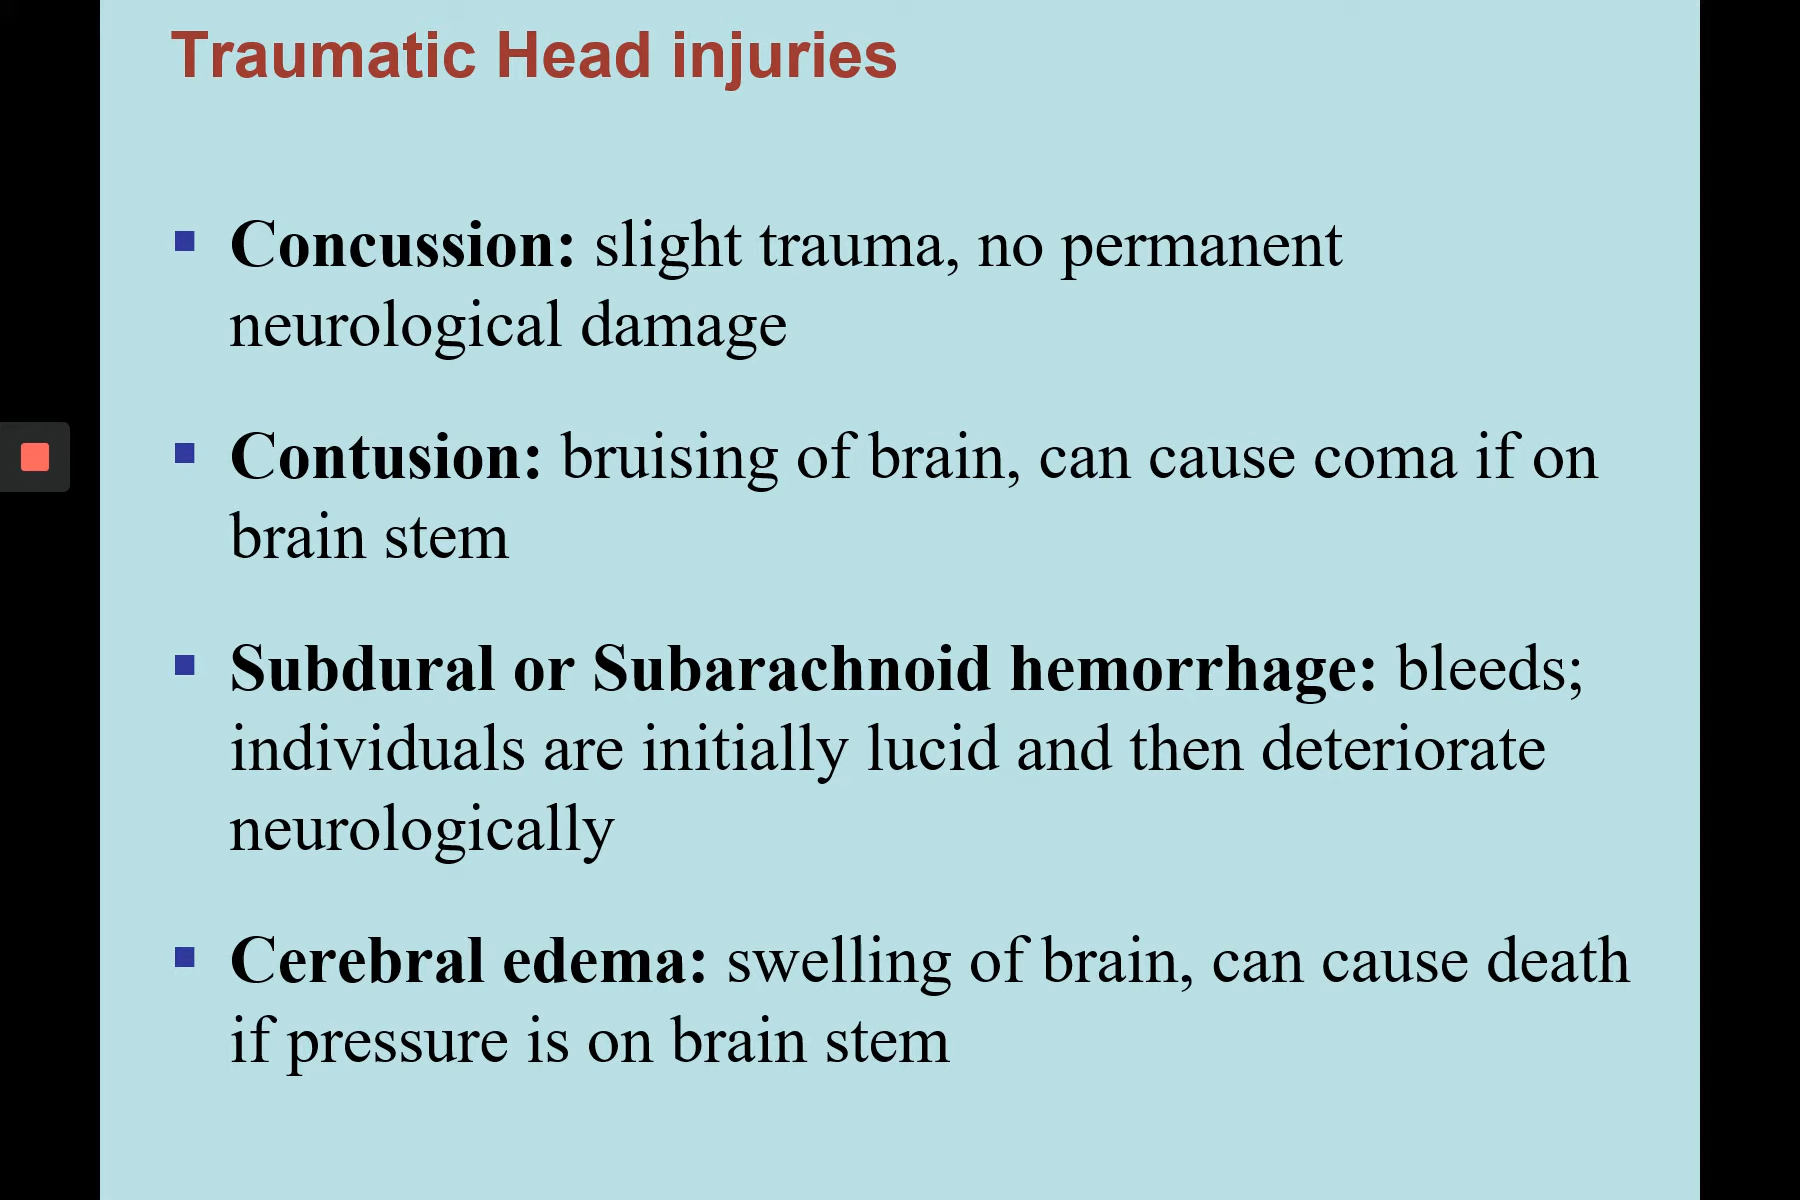 Traumatic Head injuries
Concussion: slight trauma, no permanent
neurological damage
Contusion: bruising of brain, can cause coma if on
brain stem
Subdural or Subarachnoid hemorrhage: bleeds;
individuals are initially lucid and then deteriorate
neurologically
Cerebral edema: swelling of brain, can cause death
if pressure is on brain stem